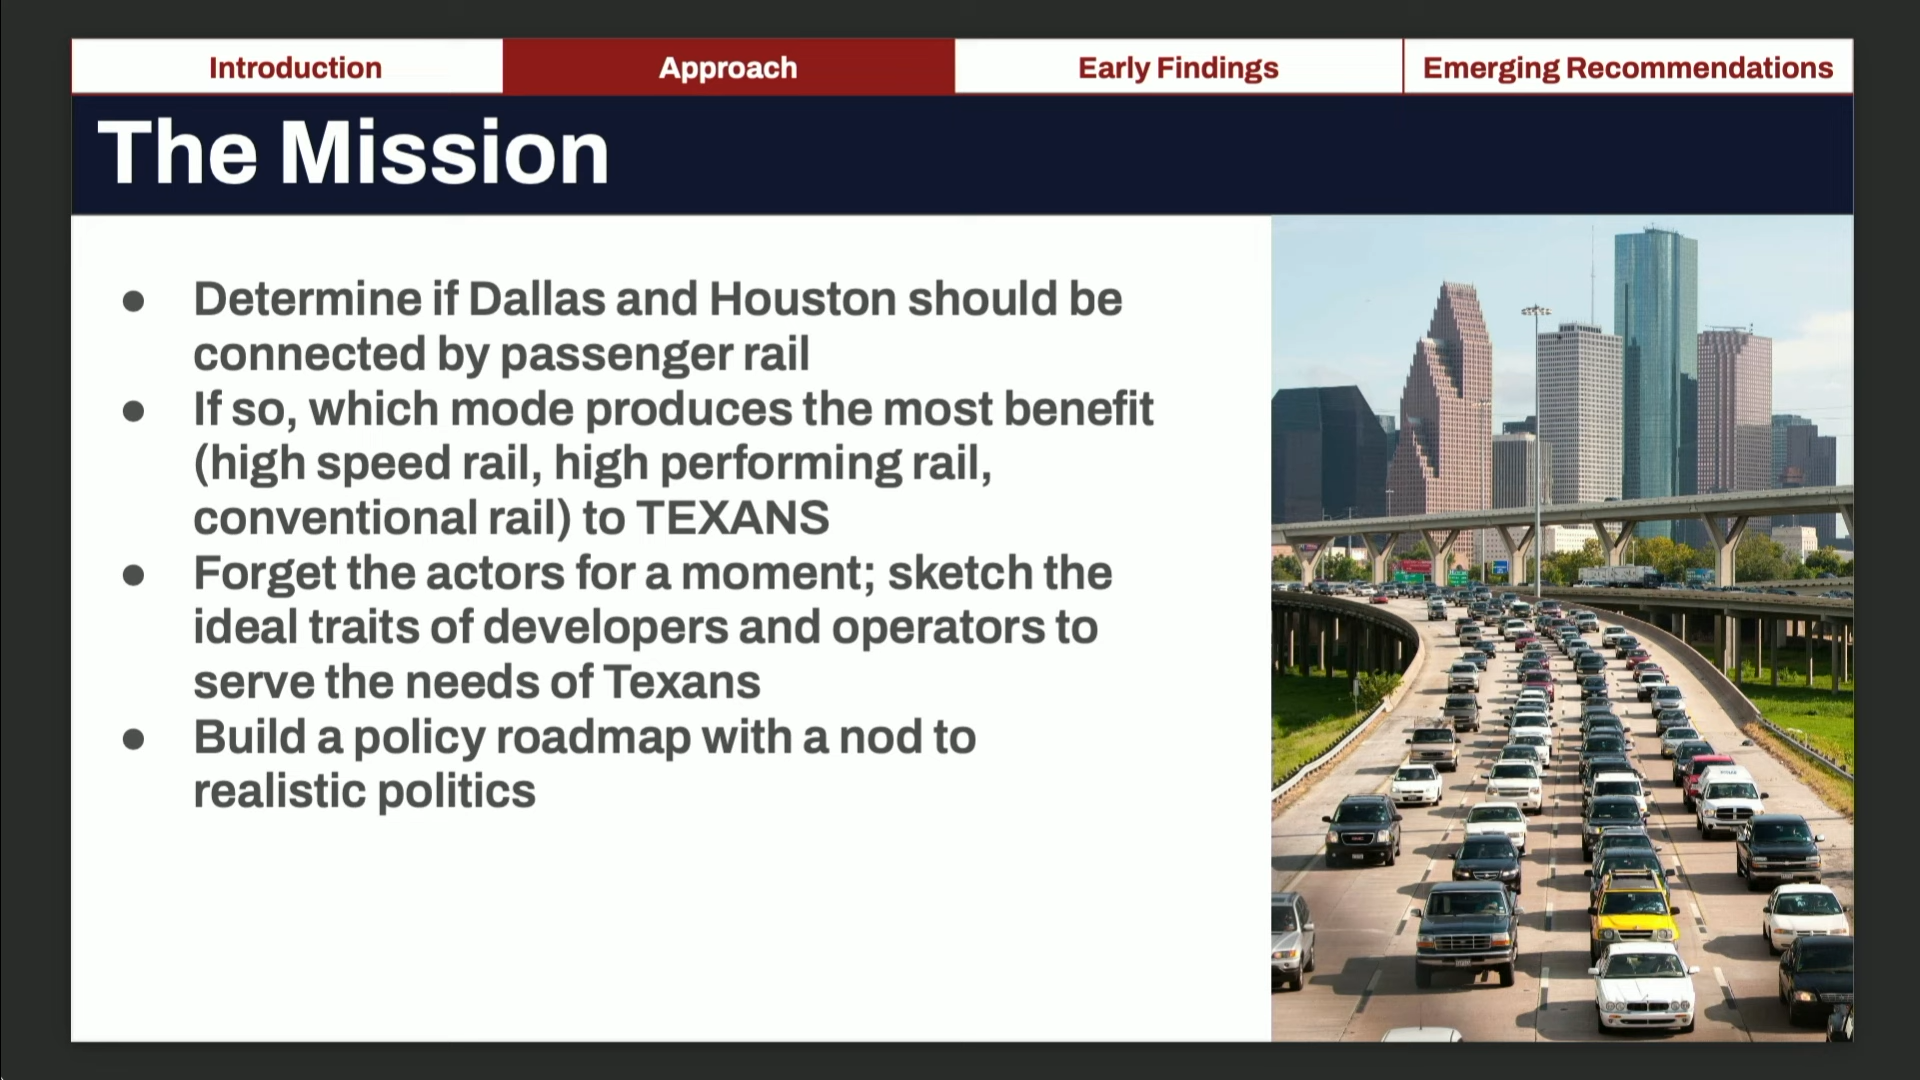 Introduction
Approach
Early Findings
Emerging Recommendations
The Mission
● Determine if Dallas and Houston should be
connected by passenger rail
● If so, which mode produces the most benefit
(high speed rail, high performing rail,
conventional rail) to TEXANS
● Forget the actors for a moment; sketch the
ideal traits of developers and operators to
serve the needs of Texans
● Build a policy roadmap with a nod to
realistic politics